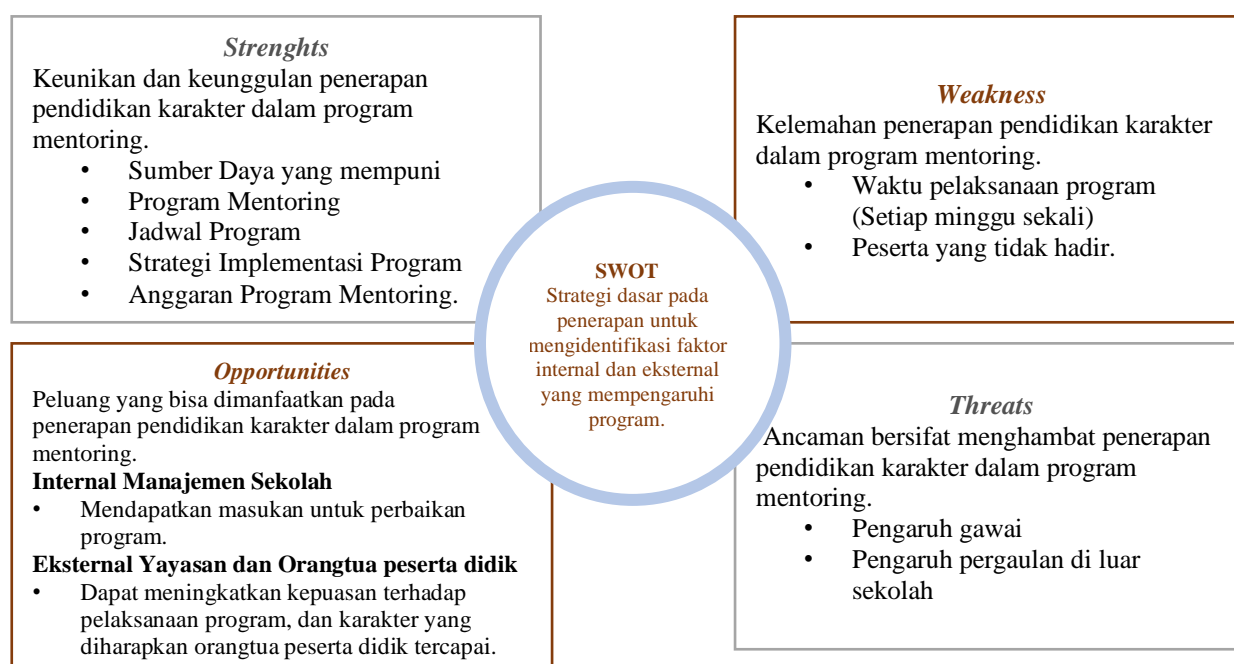 Strenghts
Keunikan dan keunggulan penerapan
pendidikan karakter dalam program
mentoring.
• Sumber Daya yang mempuni
• Program Mentoring
• Jadwal Program
• Strategi Implementasi Program
• Anggaran Program Mentoring.
Weakness
Kelemahan penerapan pendidikan karakter
dalam program mentoring.
• Waktu pelaksanaan program
(Setiap minggu sekali)
• Peserta yang tidak hadir.
SWOT
Strategi dasar pada
penerapan untuk
mengidentifikasi faktor
internal dan eksternal
yang mempengaruhi
program.
Opportunities
Peluang yang bisa dimanfaatkan pada
penerapan pendidikan karakter dalam program
mentoring.
Internal Manajemen Sekolah
• Mendapatkan masukan untuk perbaikan
program.
Eksternal Yayasan dan Orangtua peserta didik
• Dapat meningkatkan kepuasan terhadap
pelaksanaan program, dan karakter yang
diharapkan orangtua peserta didik tercapai.
Threats
Ancaman bersifat menghambat penerapan
pendidikan karakter dalam program
mentoring.
• Pengaruh gawai
• Pengaruh pergaulan di luar
sekolah